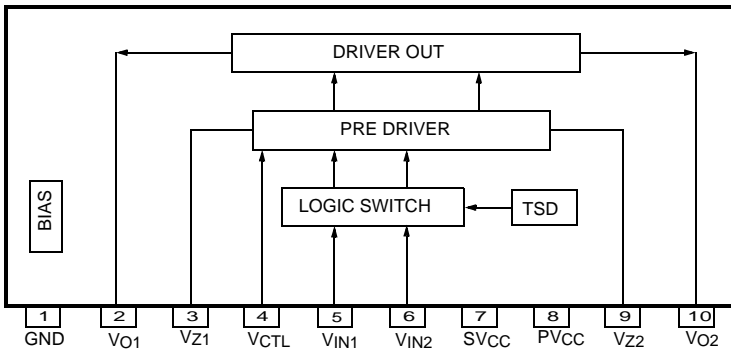 DRIVER OUT
PRE DRIVER
LOGIC SWITCH
TSD
BIAS
1 2 3 4 5 6 7 8 9 10
GND VO1 VZ1 VCTL VIN1 VIN2 SVCC PVCC VZ2 VO2